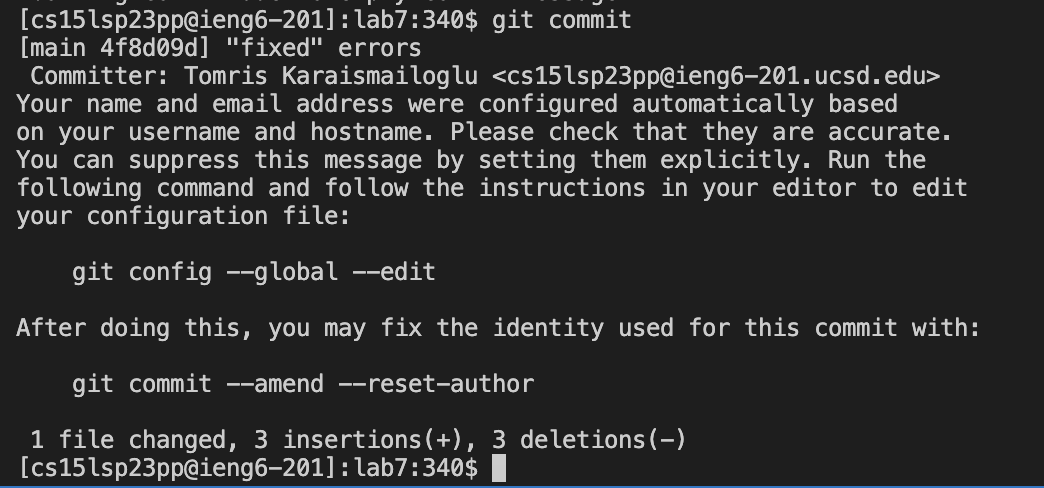 [cs15lsp23pp@ieng6-201]:lab7:340$ git commit
[main 4f8d09d] "fixed" errors
 Committer: Tomris Karaismailoglu <cs15lsp23pp@ieng6-201.ucsd.edu>
Your name and email address were configured automatically based
on your username and hostname. Please check that they are accurate.
You can suppress this message by setting them explicitly. Run the
following command and follow the instructions in your editor to edit
your configuration file:

    git config --global --edit

After doing this, you may fix the identity used for this commit with:

    git commit --amend --reset-author

 1 file changed, 3 insertions(+), 3 deletions(-)
[cs15lsp23pp@ieng6-201]:lab7:340$